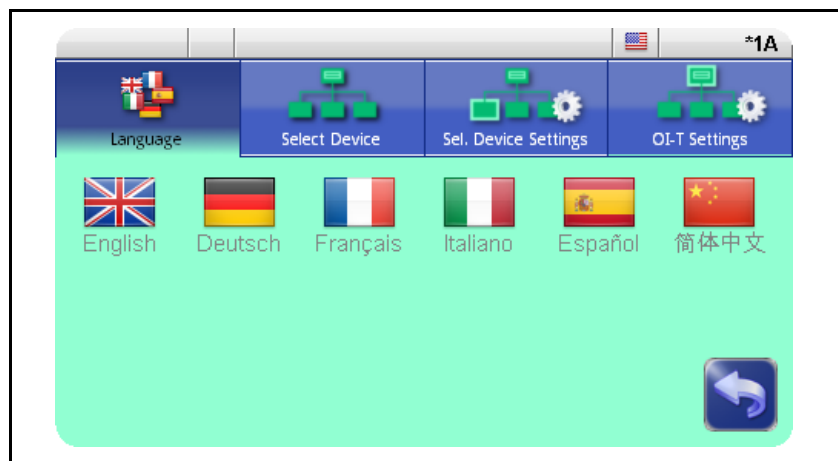 *1A
Language Select Device Sel. Device Settings OI-T Settings
English Deutsch Français Italiano Español 简体中文